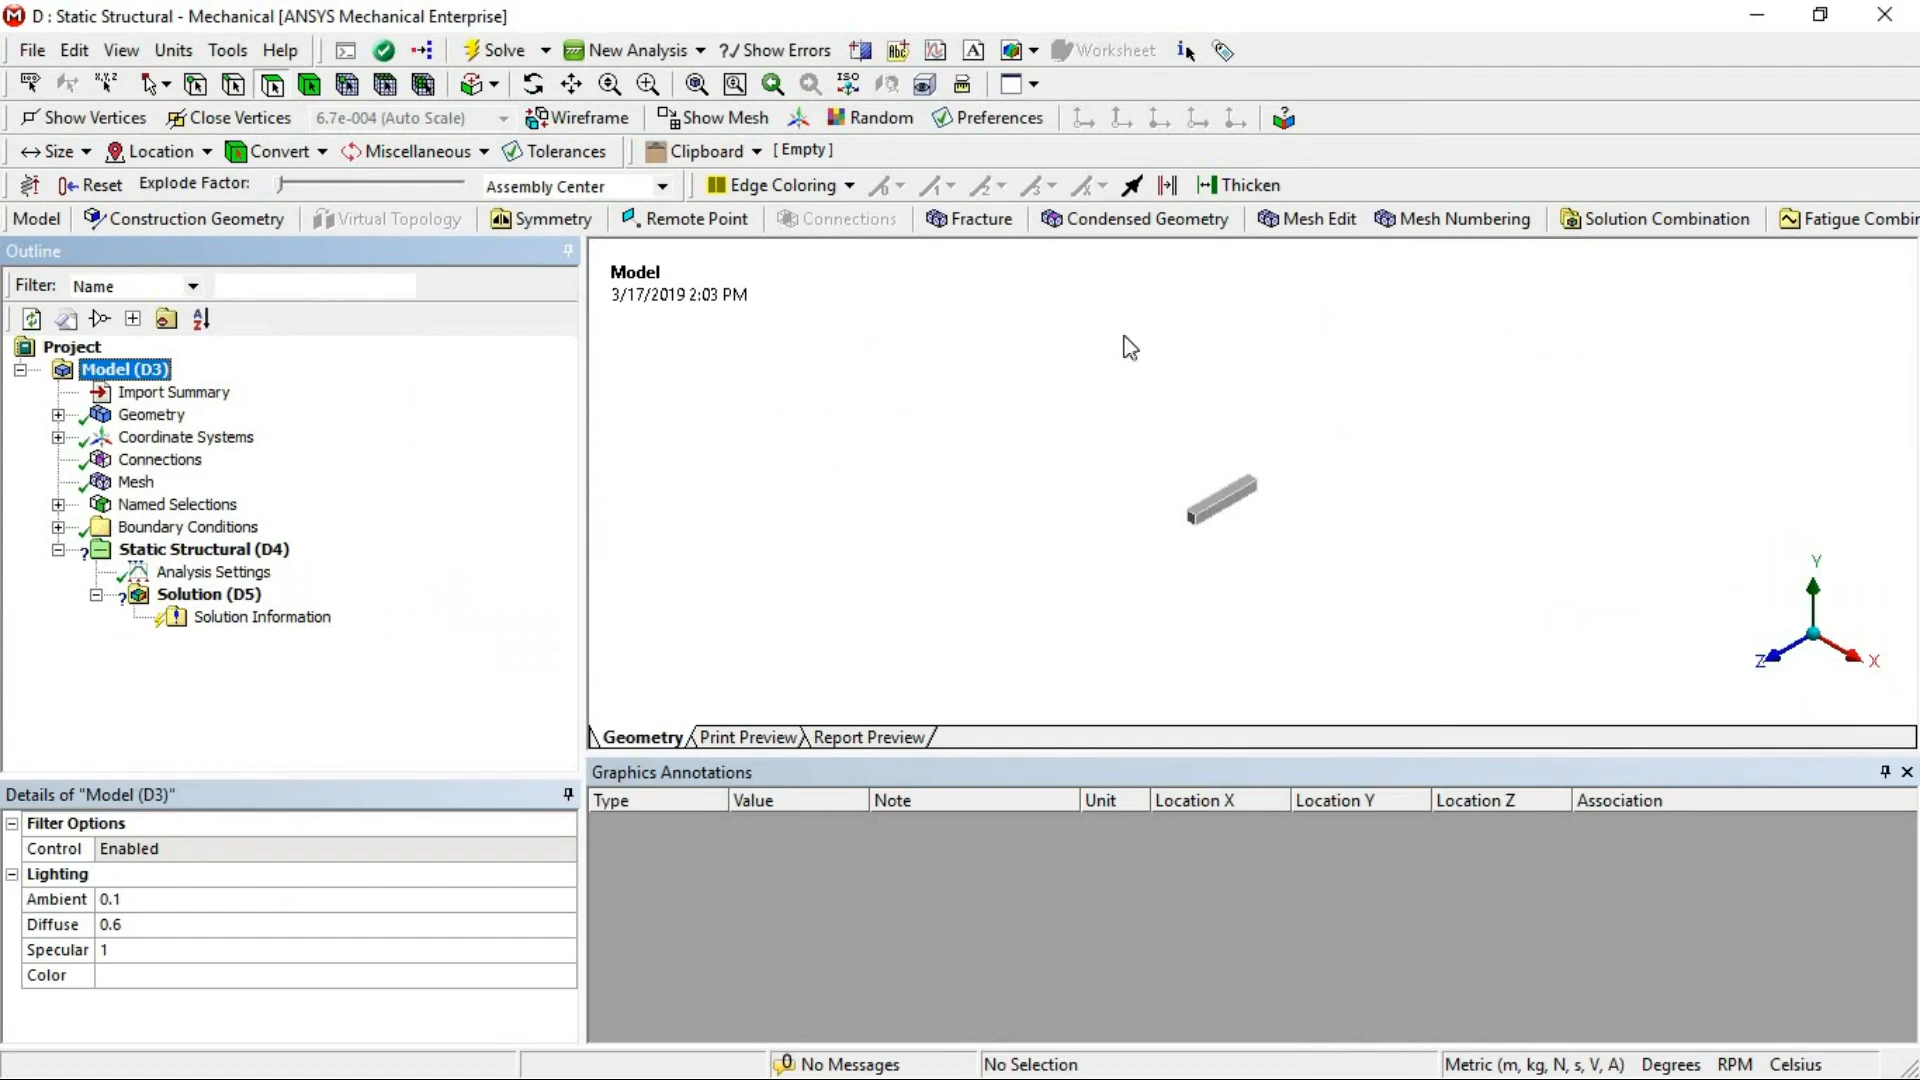 D : Static Structural - Mechanical [ANSYS Mechanical Enterprise]
File Edit View Units Tools Help Solve New Analysis ?/ Show Errors Worksheet
Show Vertices Close Vertices 6.7e-004 (Auto Scale) Wireframe Show Mesh Random Preferences
Size Location Convert Miscellaneous Tolerances Clipboard [ Empty ]
Reset Explode Factor: Assembly Center Edge Coloring Thicken
Model Construction Geometry Virtual Topology Symmetry Remote Point Connections Fracture Condensed Geometry Mesh Edit Mesh Numbering Solution Combination Fatigue Combin
Outline
Filter: Name
Project
Model (D3)
Import Summary
Geometry
Coordinate Systems
Connections
Mesh
Named Selections
Boundary Conditions
Static Structural (D4)
Analysis Settings
Solution (D5)
Solution Information
Model
3/17/2019 2:03 PM
Y
Z X
Geometry Print Preview Report Preview
Details of "Model (D3)"
Filter Options
Control Enabled
Lighting
Ambient 0.1
Diffuse 0.6
Specular 1
Color
Graphics Annotations
Type Value Note Unit Location X Location Y Location Z Association
No Messages No Selection Metric (m, kg, N, s, V, A) Degrees RPM Celsius